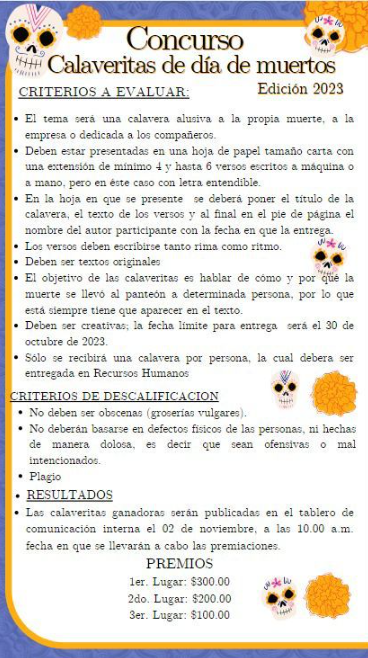 Concurso
Calaveritas de día de muertos
CRITERIOS A EVALUAR:
Edición 2023
• El tema será una calavera alusiva a la propia muerte, a la
empresa o dedicada a los compañeros.
• Deben estar presentadas en una hoja de papel tamaño carta con
una extensión de mínimo 4 y hasta 6 versos escritos a máquina o
a mano, pero en éste caso con letra entendible.
• En la hoja en que se presente se deberá poner el título de la
calavera, el texto de los versos y al final en el pie de página el
nombre del autor participante con la fecha en que la entrega.
• Los versos deben escribirse tanto rima como ritmo.
• Deben ser textos originales
• El objetivo de las calaveritas es hablar de cómo y por qué la
muerte se llevó al panteón a determinada persona, por lo que
está siempre tiene que aparecer en el texto.
• Deben ser creativas; la fecha límite para entrega será el 30 de
octubre de 2023.
• Sólo se recibirá una calavera por persona, la cual debera ser
entregada en Recursos Humanos
CRITERIOS DE DESCALIFICACION
• No deben ser obscenas (groserías vulgares).
• No deberán basarse en defectos físicos de las personas, ni hechas
de manera dolosa, es decir que sean ofensivas o mal
intencionados.
• Plagio
• RESULTADOS
• Las calaveritas ganadoras serán publicadas en el tablero de
comunicación interna el 02 de noviembre, a las 10.00 a.m.
fecha en que se llevarán a cabo las premiaciones.
PREMIOS
1er. Lugar: $300.00
2do. Lugar: $200.00
3er. Lugar: $100.00